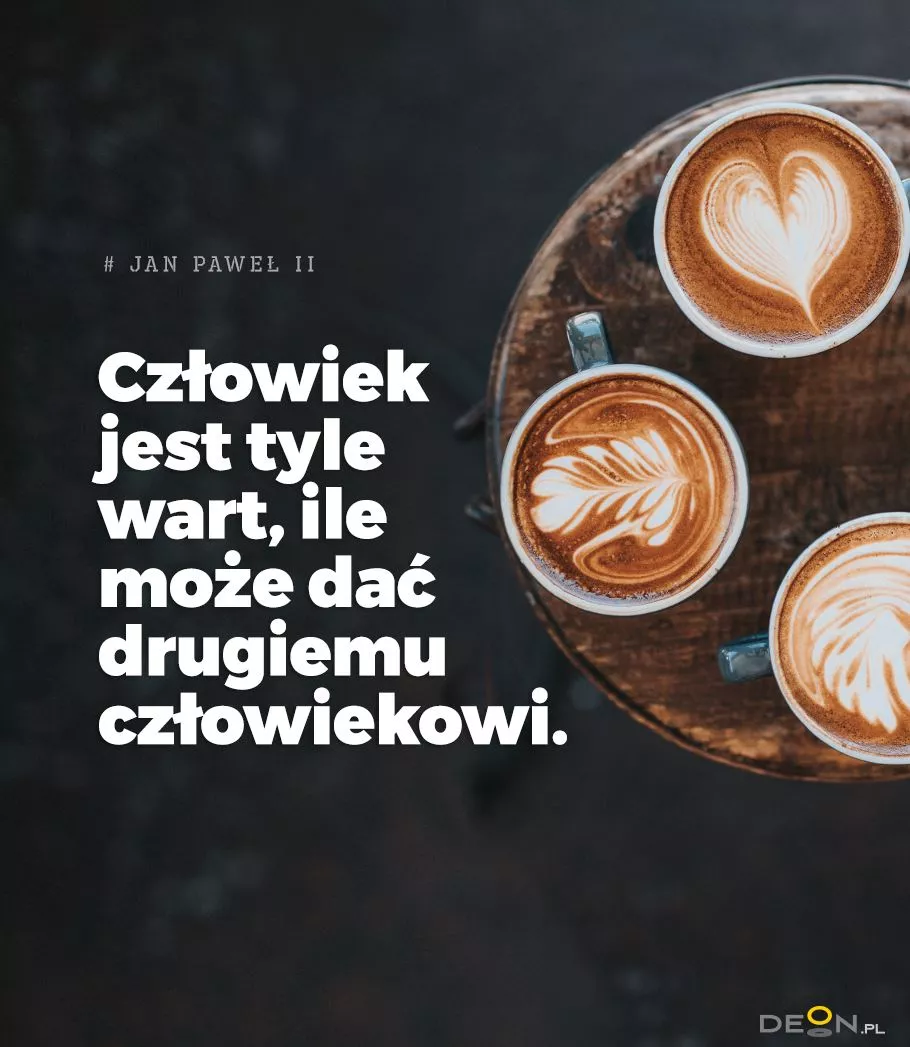 # JAN PAWEŁ II
Człowiek
jest tyle
wart, ile
może dać
drugiemu
człowiekowi.
DEON.PL